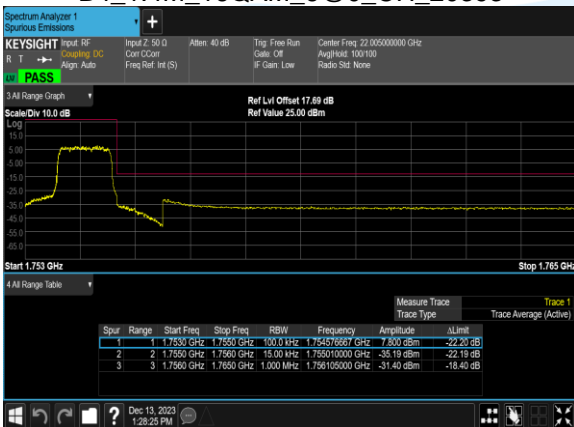 Spectrum Analyzer 1
Spurious Emissions
+
KEYSIGHT Input: RF Input Z: 50 Ω Atten: 40 dB Trig: Free Run Center Freq: 22.005000000 GHz
R T Coupling: DC Corr CCorr Gate: Off Avg|Hold: 100/100
Align: Auto Freq Ref: Int (S) IF Gain: Low Radio Std: None
PASS
3 All Range Graph
Ref Lvl Offset 17.69 dB
Scale/Div 10.0 dB Ref Value 25.00 dBm
Log
15.0
5.00
-5.00
-15.0
-25.0
-35.0
-45.0
-55.0
-65.0
Start 1.753 GHz Stop 1.765 GHz
4 All Range Table
Measure Trace Trace 1
Trace Type Trace Average (Active)
Spur Range Start Freq Stop Freq RBW Frequency Amplitude ΔLimit
1 1 1.7530 GHz 1.7550 GHz 100.0 kHz 1.754576667 GHz 7.800 dBm -22.20 dB
2 2 1.7550 GHz 1.7560 GHz 15.00 kHz 1.755010000 GHz -35.19 dBm -22.19 dB
3 3 1.7560 GHz 1.7650 GHz 1.000 MHz 1.756105000 GHz -31.40 dBm -18.40 dB
? Dec 13, 2023
1:28:25 PM